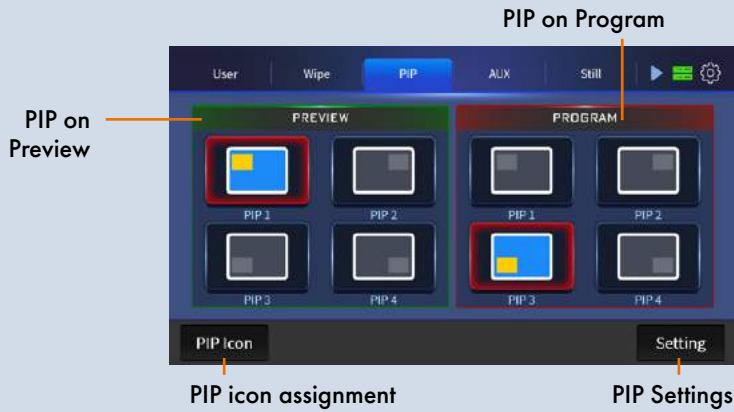 PIP on Program
User Wipe PIP AUX Still
PIP on
Preview
PREVIEW PROGRAM
PIP 1 PIP 2 PIP 1 PIP 2
PIP 3 PIP 4 PIP 3 PIP 4
PIP Icon Setting
PIP icon assignment PIP Settings